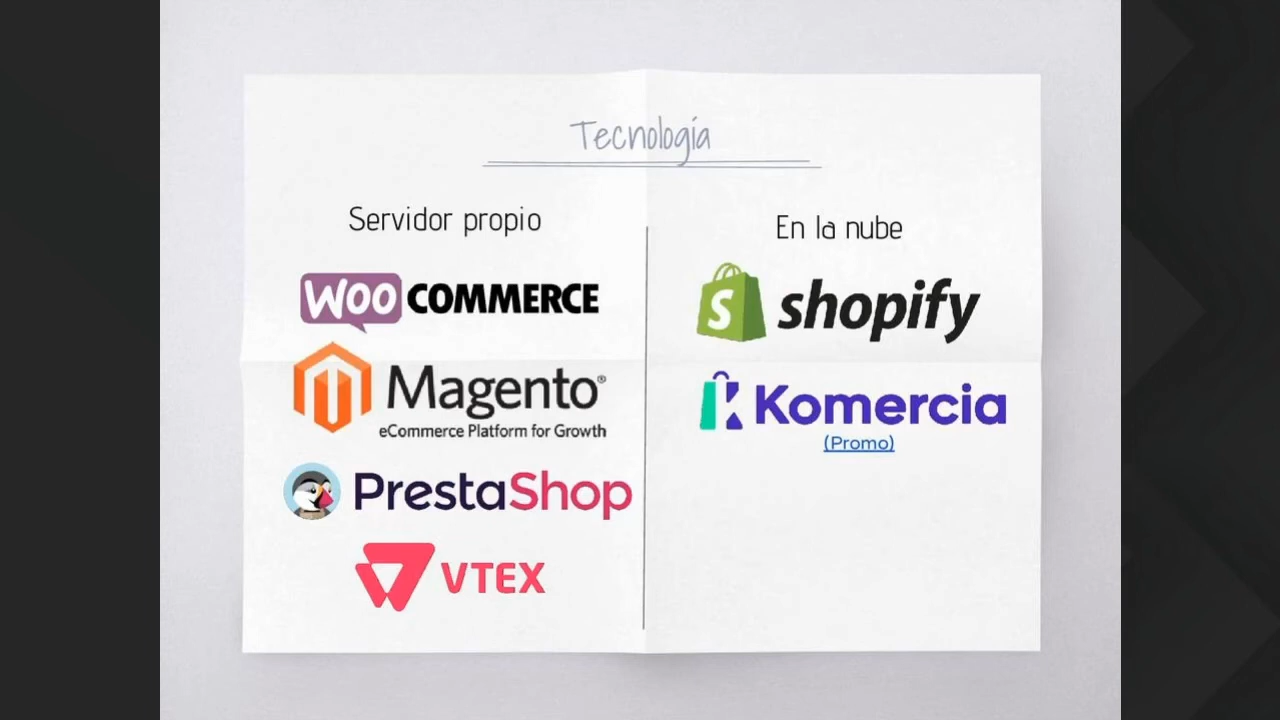 Tecnología
Servidor propio
WOO COMMERCE
Magento®
eCommerce Platform for Growth
PrestaShop
VTEX
En la nube
S shopify
Komercia
(Promo)